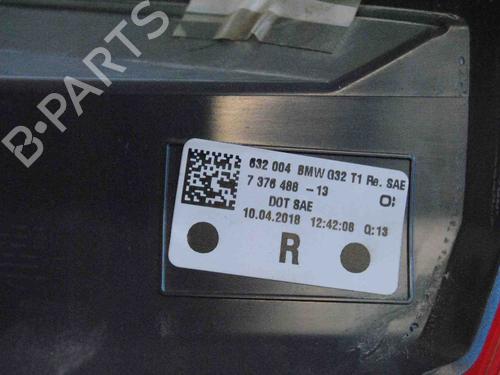 B-PARTS
632 004 BMW G32 T1 Re. SAE
7 376 488 - 13 O:
DOT SAE
10.04.2018 12:42:08 Q:13
R